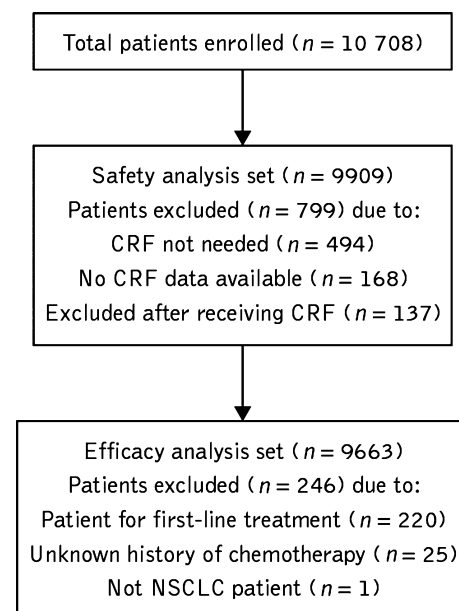 Total patients enrolled (n = 10 708)
Safety analysis set (n = 9909)
Patients excluded (n = 799) due to:
CRF not needed (n = 494)
No CRF data available (n = 168)
Excluded after receiving CRF (n = 137)
Efficacy analysis set (n = 9663)
Patients excluded (n = 246) due to:
Patient for first-line treatment (n = 220)
Unknown history of chemotherapy (n = 25)
Not NSCLC patient (n = 1)